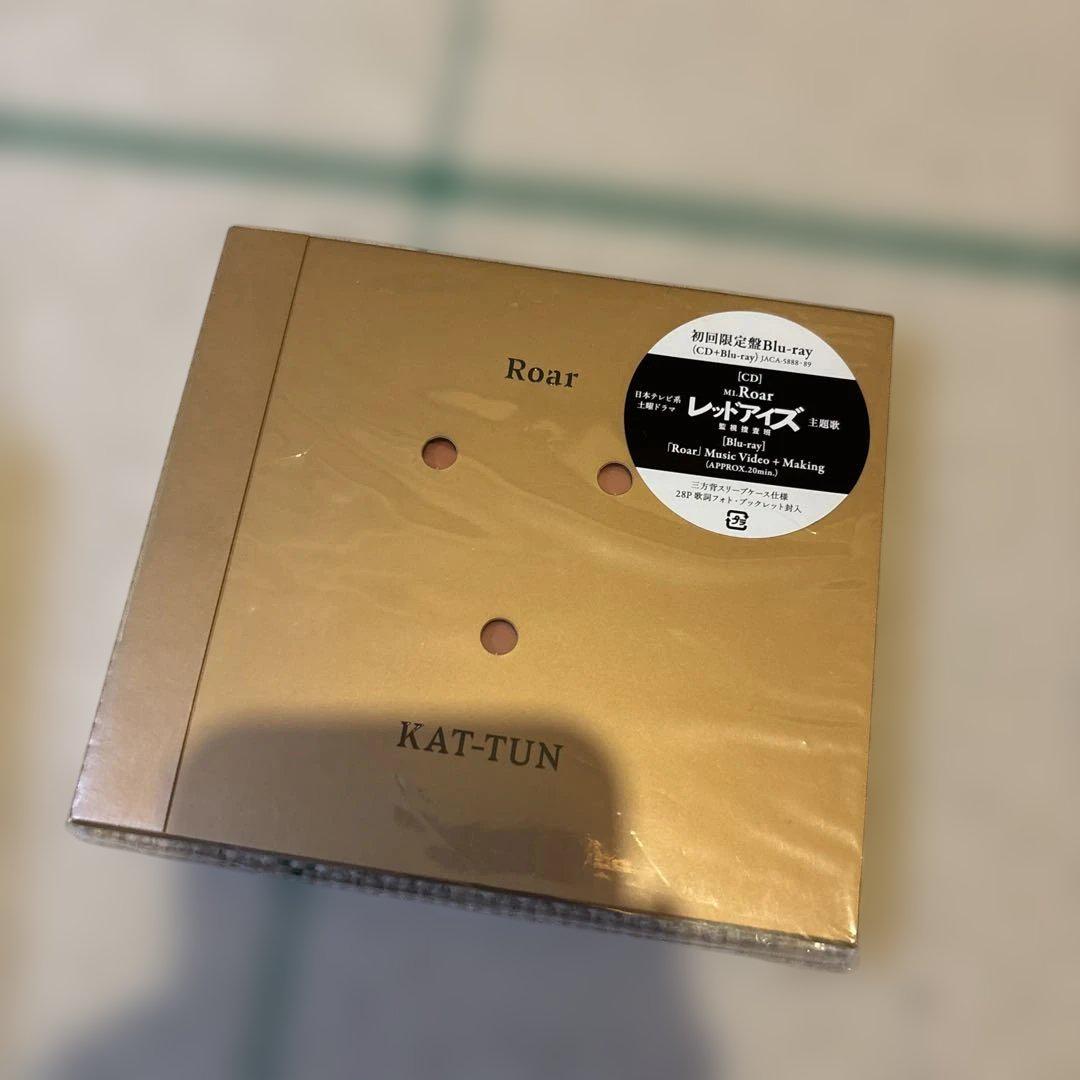 Roar
初回限定盤Blu-ray
(CD+Blu-ray) JACA-5888・89
[CD]
M1.Roar
日本テレビ系
土曜ドラマ
レッドアイズ
監視捜査班
主題歌
[Blu-ray]
「Roar」Music Video + Making
(APPROX.20min.)
三方背スリーブケース仕様
28P 歌詞フォト・ブックレット封入
プラ
KAT-TUN